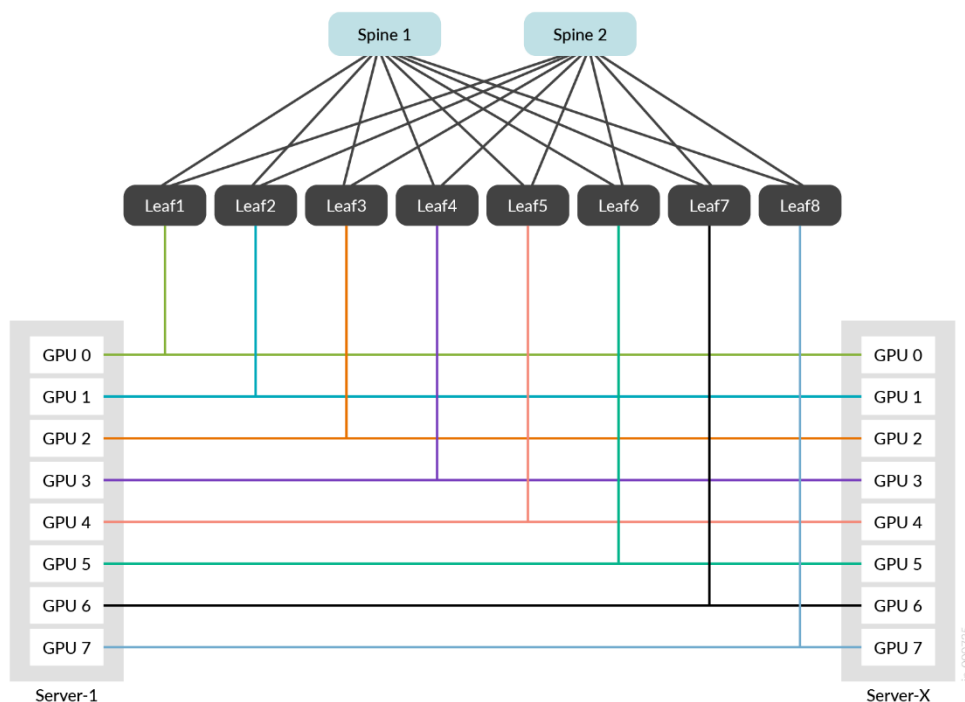 Spine 1
Spine 2
Leaf1
Leaf2
Leaf3
Leaf4
Leaf5
Leaf6
Leaf7
Leaf8
GPU 0
GPU 0
GPU 1
GPU 1
GPU 2
GPU 2
GPU 3
GPU 3
GPU 4
GPU 4
GPU 5
GPU 5
GPU 6
GPU 6
GPU 7
GPU 7
Server-1
Server-X